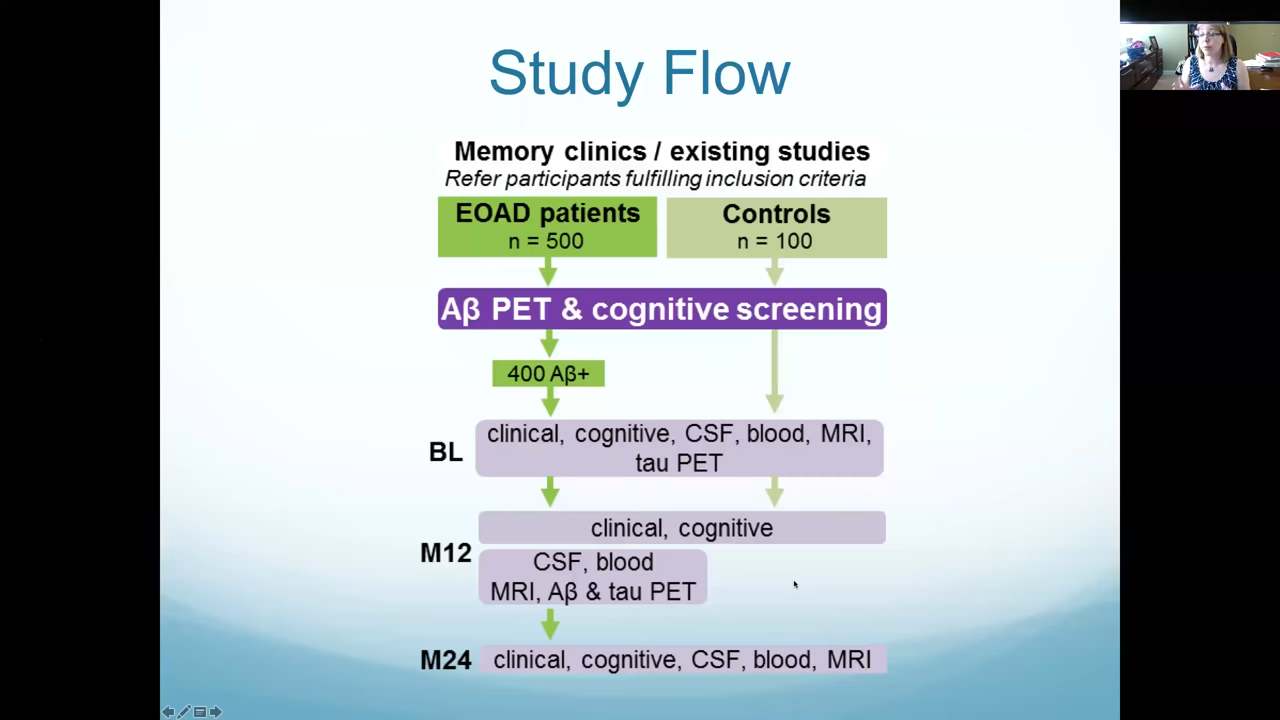 Study Flow
Memory clinics / existing studies
Refer participants fulfilling inclusion criteria
EOAD patients
n = 500
Controls
n = 100
Aβ PET & cognitive screening
400 Aβ+
BL
clinical, cognitive, CSF, blood, MRI,
tau PET
M12
clinical, cognitive
CSF, blood
MRI, Aβ & tau PET
M24
clinical, cognitive, CSF, blood, MRI